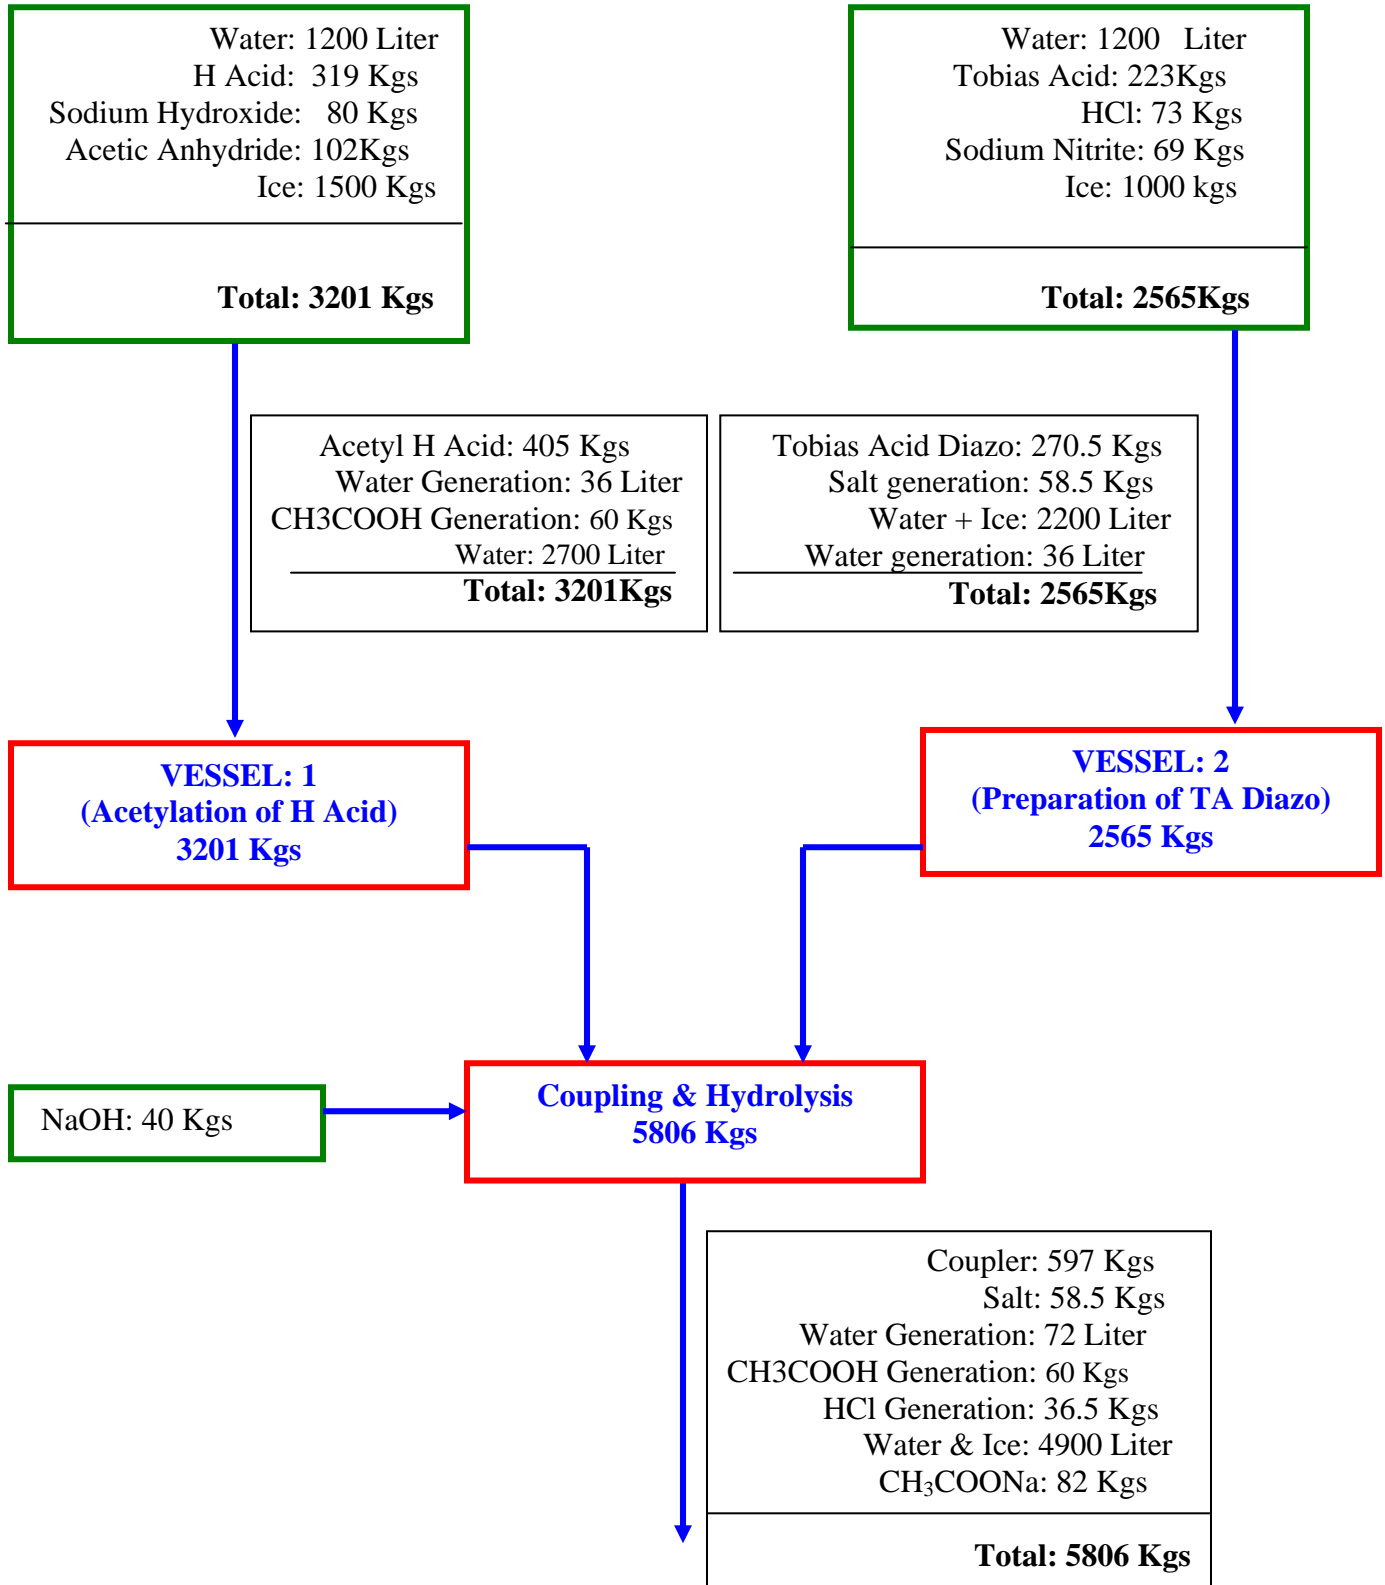 Water: 1200 Liter
H Acid: 319 Kgs
Sodium Hydroxide: 80 Kgs
Acetic Anhydride: 102Kgs
Ice: 1500 Kgs
Total: 3201 Kgs
Water: 1200 Liter
Tobias Acid: 223Kgs
HCl: 73 Kgs
Sodium Nitrite: 69 Kgs
Ice: 1000 kgs
Total: 2565Kgs
Acetyl H Acid: 405 Kgs
Water Generation: 36 Liter
CH3COOH Generation: 60 Kgs
Water: 2700 Liter
Total: 3201Kgs
Tobias Acid Diazo: 270.5 Kgs
Salt generation: 58.5 Kgs
Water + Ice: 2200 Liter
Water generation: 36 Liter
Total: 2565Kgs
VESSEL: 1
(Acetylation of H Acid)
3201 Kgs
VESSEL: 2
(Preparation of TA Diazo)
2565 Kgs
NaOH: 40 Kgs
Coupling & Hydrolysis
5806 Kgs
Coupler: 597 Kgs
Salt: 58.5 Kgs
Water Generation: 72 Liter
CH3COOH Generation: 60 Kgs
HCl Generation: 36.5 Kgs
Water & Ice: 4900 Liter
CH₃COONa: 82 Kgs
Total: 5806 Kgs